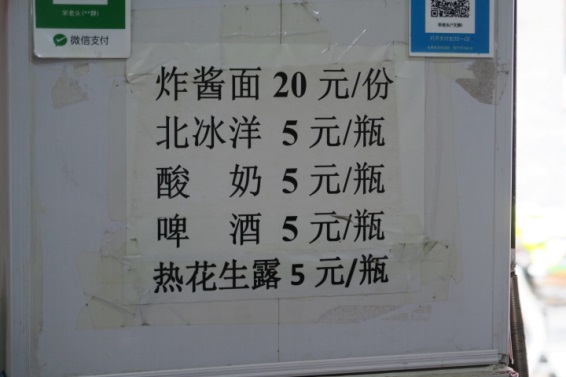 微信支付
炸酱面 20 元/份
北冰洋 5 元/瓶
酸 奶 5 元/瓶
啤 酒 5 元/瓶
热花生露 5 元/瓶